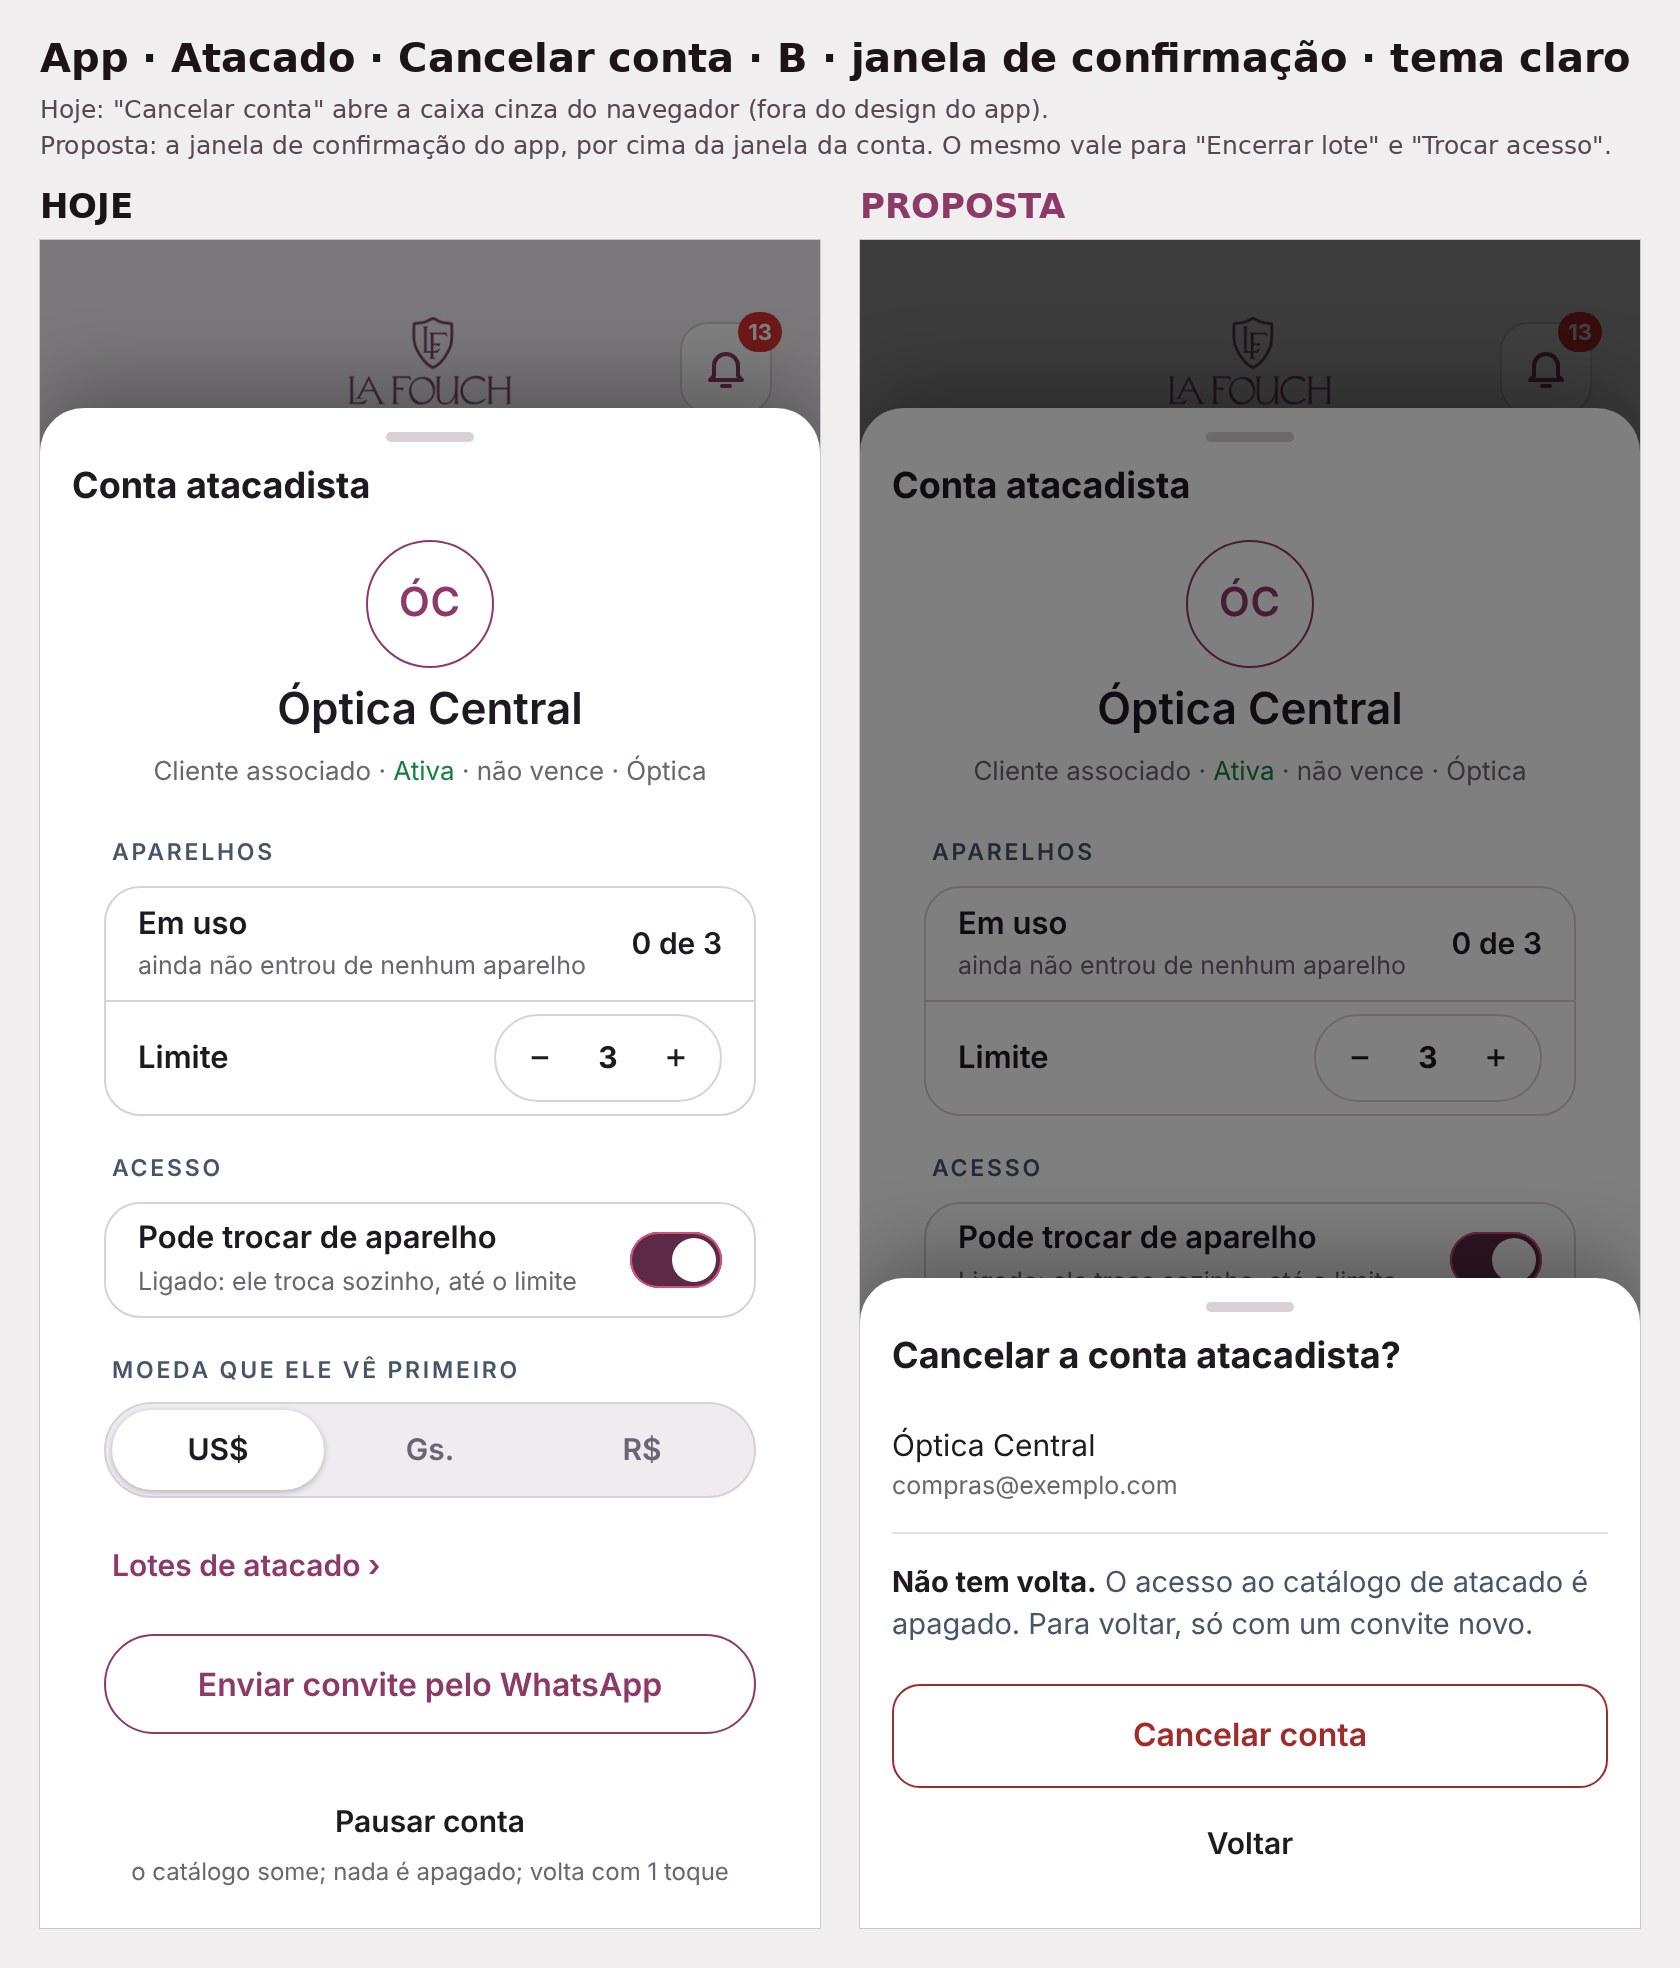 App · Atacado · Cancelar conta · B · janela de confirmação · tema claro
Hoje: "Cancelar conta" abre a caixa cinza do navegador (fora do design do app).
Proposta: a janela de confirmação do app, por cima da janela da conta. O mesmo vale para "Encerrar lote" e "Trocar acesso".
HOJE
LF
13
LA FOUCH
Conta atacadista
ÓC
Óptica Central
Cliente associado · Ativa · não vence · Óptica
APARELHOS
Em uso
ainda não entrou de nenhum aparelho
0 de 3
Limite
− 3 +
ACESSO
Pode trocar de aparelho
Ligado: ele troca sozinho, até o limite
MOEDA QUE ELE VÊ PRIMEIRO
US$ Gs. R$
Lotes de atacado ›
Enviar convite pelo WhatsApp
Pausar conta
o catálogo some; nada é apagado; volta com 1 toque
PROPOSTA
LF
13
LA FOUCH
Conta atacadista
ÓC
Óptica Central
Cliente associado · Ativa · não vence · Óptica
APARELHOS
Em uso
ainda não entrou de nenhum aparelho
0 de 3
Limite
− 3 +
ACESSO
Pode trocar de aparelho
Ligado: ele troca sozinho, até o limite
Cancelar a conta atacadista?
Óptica Central
compras@exemplo.com
Não tem volta. O acesso ao catálogo de atacado é
apagado. Para voltar, só com um convite novo.
Cancelar conta
Voltar